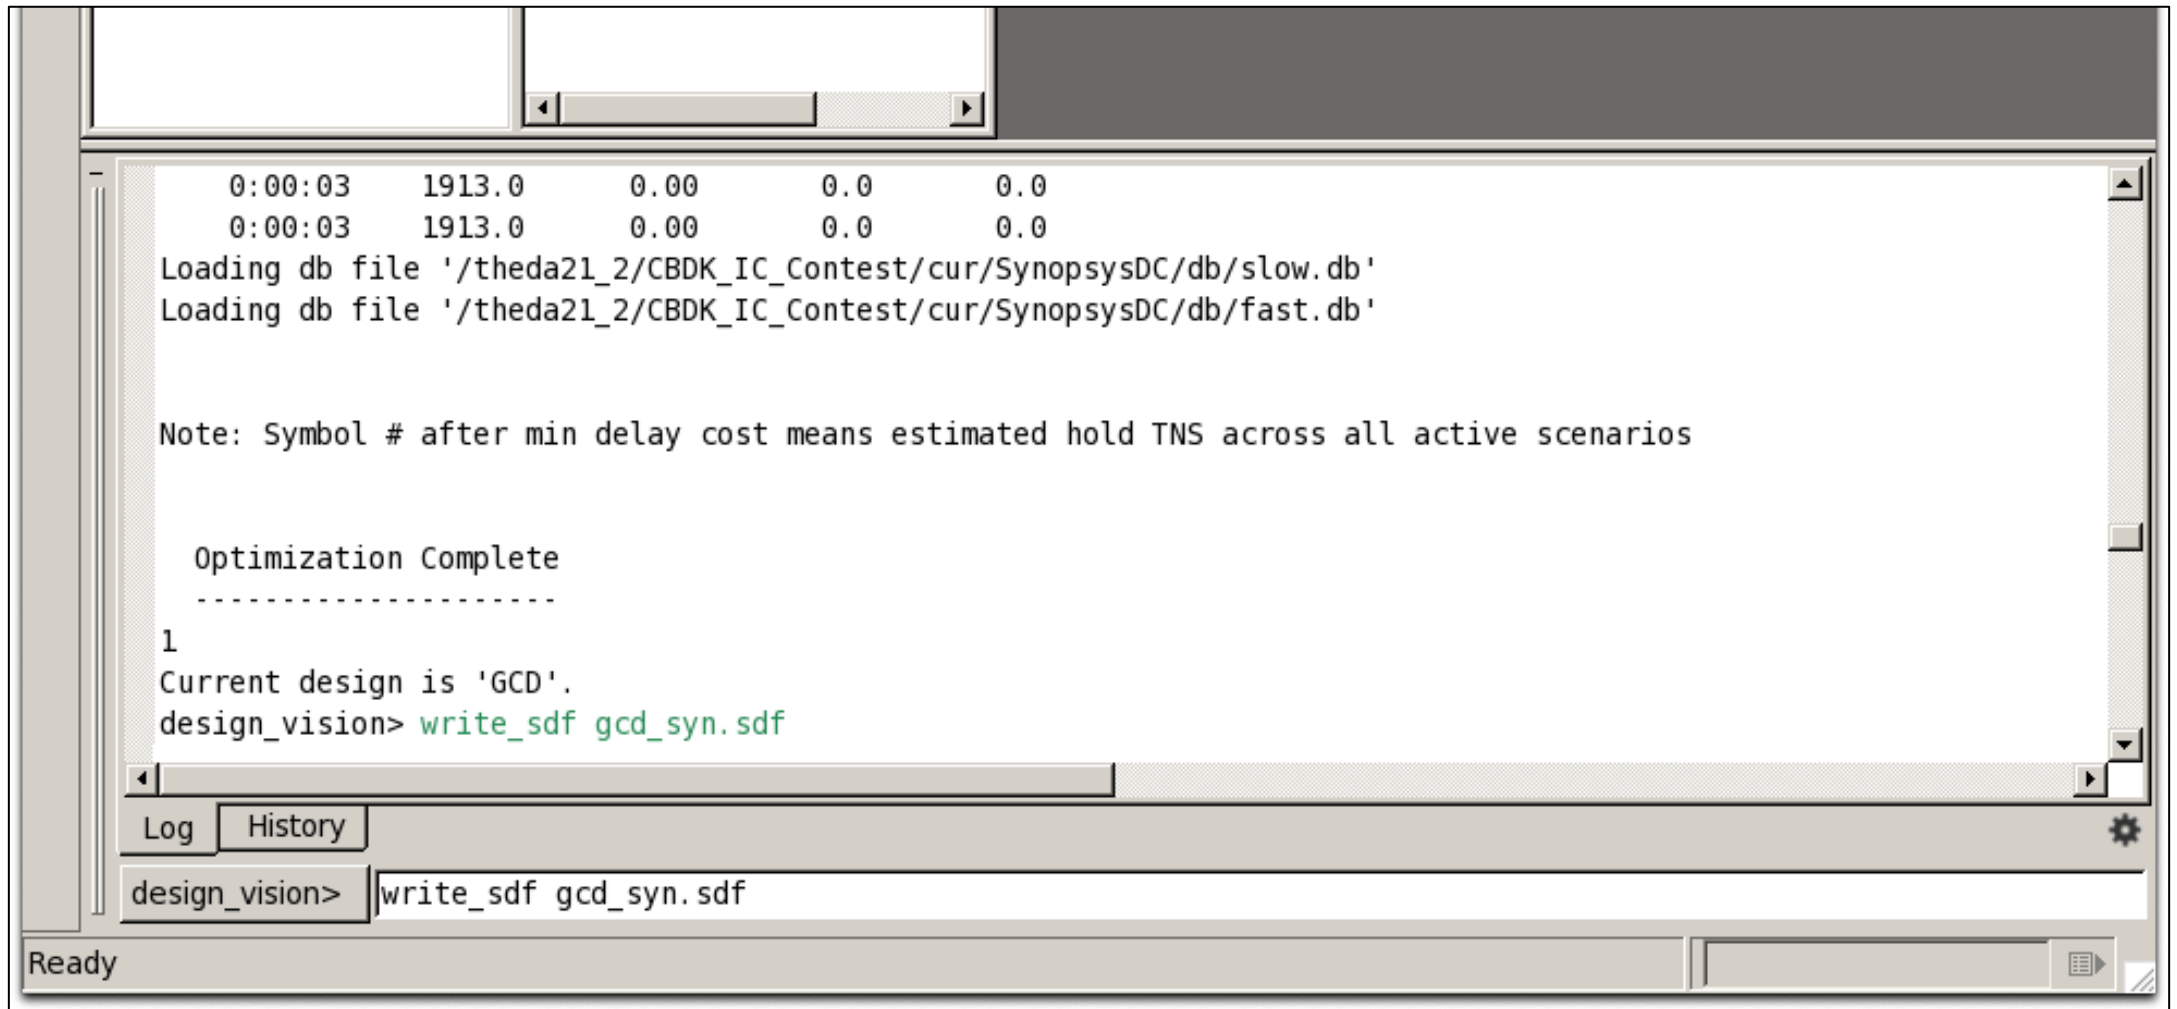 0:00:03 1913.0 0.00 0.0 0.0
0:00:03 1913.0 0.00 0.0 0.0
Loading db file '/theda21_2/CBDK_IC_Contest/cur/SynopsysDC/db/slow.db'
Loading db file '/theda21_2/CBDK_IC_Contest/cur/SynopsysDC/db/fast.db'
Note: Symbol # after min delay cost means estimated hold TNS across all active scenarios
Optimization Complete
---------------------
1
Current design is 'GCD'.
design_vision> write_sdf gcd_syn.sdf
Log History
design_vision> write_sdf gcd_syn.sdf
Ready